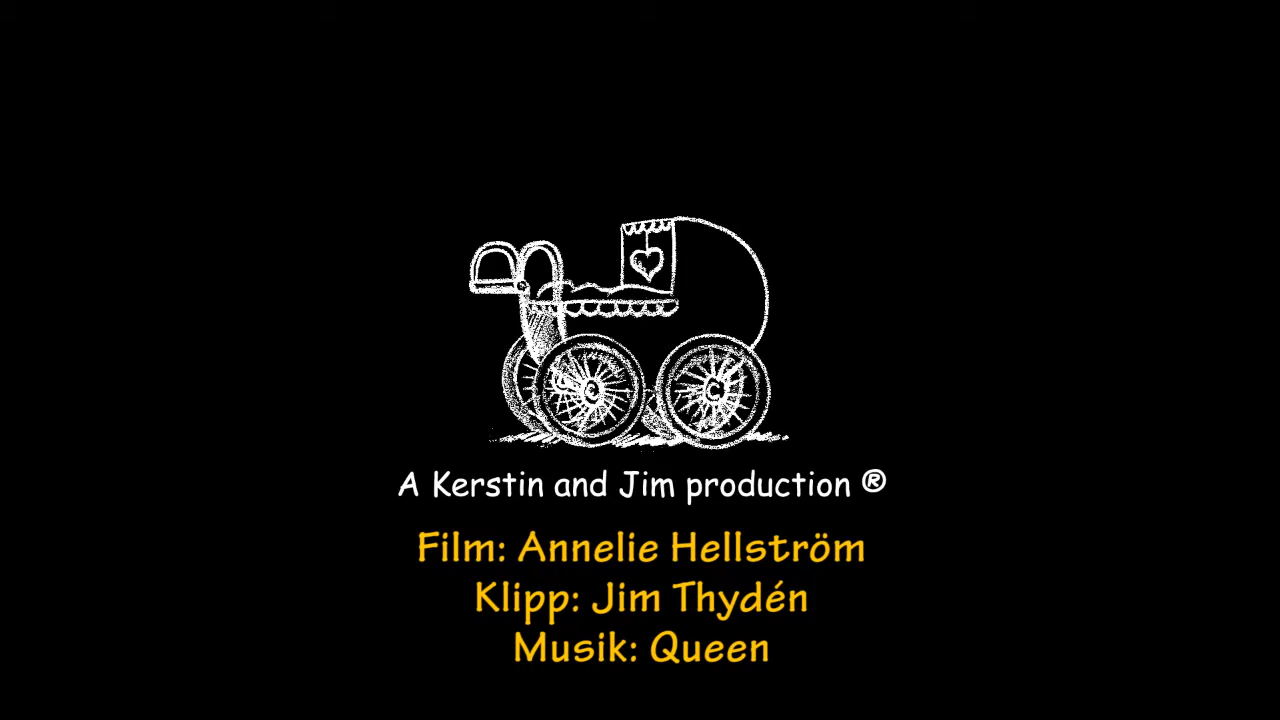 A Kerstin and Jim production ®
Film: Annelie Hellström
Klipp: Jim Thydén
Musik: Queen